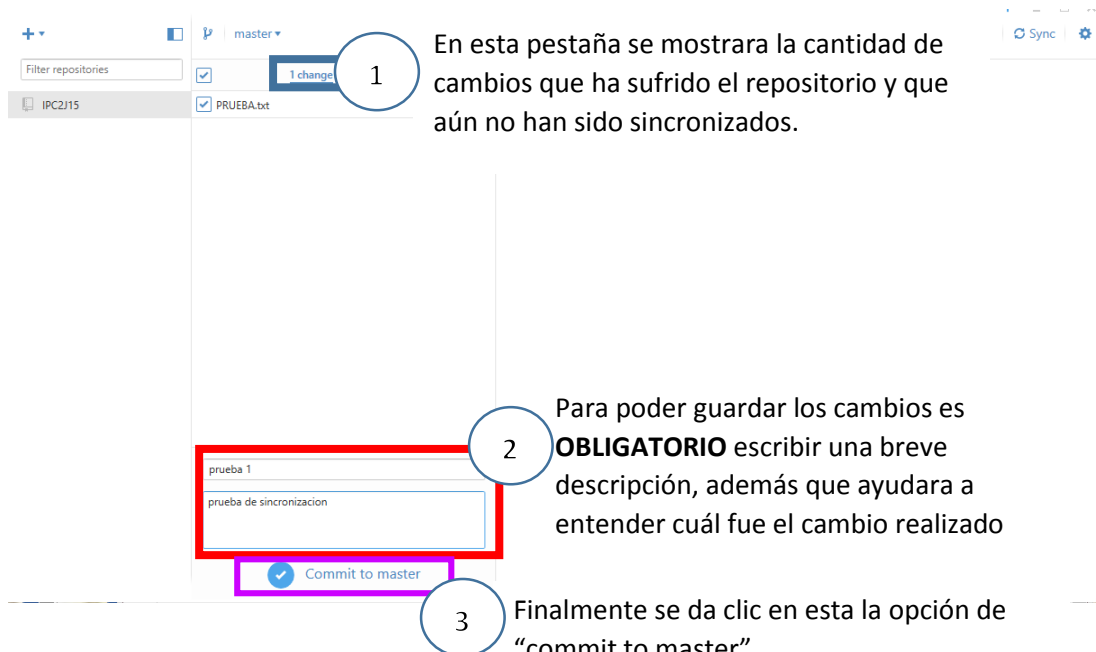 master
Sync
Filter repositories
1 change
1
En esta pestaña se mostrara la cantidad de
cambios que ha sufrido el repositorio y que
aún no han sido sincronizados.
IPC2J15
PRUEBA.txt
2
Para poder guardar los cambios es
OBLIGATORIO escribir una breve
descripción, además que ayudara a
entender cuál fue el cambio realizado
prueba 1
prueba de sincronizacion
Commit to master
3
Finalmente se da clic en esta la opción de
“commit to master”